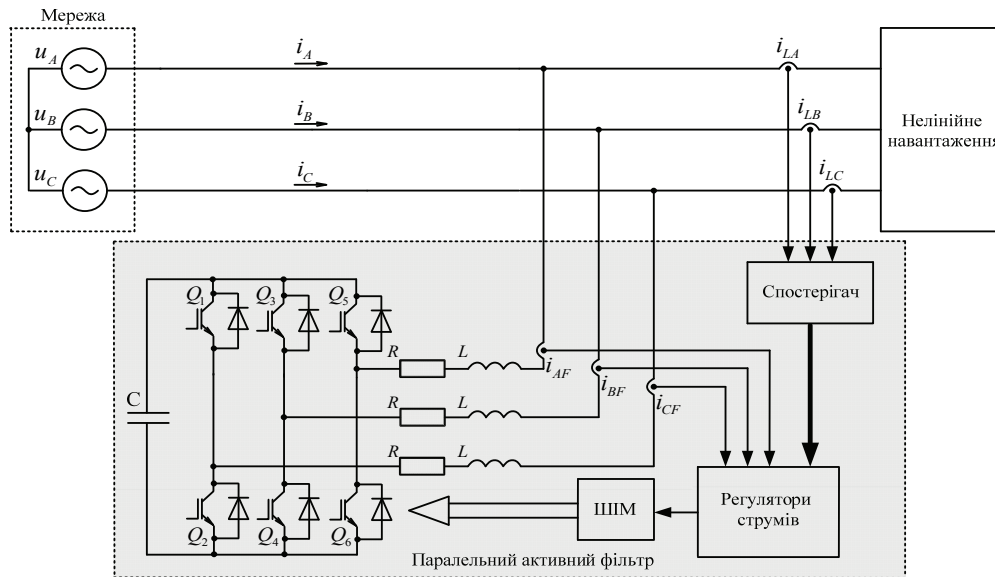 Мережа
u_A
i_A
i_LA
u_B
i_B
i_LB
Нелінійне
навантаження
u_C
i_C
i_LC
Q_1
Q_3
Q_5
Спостерігач
R
L
i_AF
i_BF
C
R
L
i_CF
R
L
ШІМ
Регулятори
струмів
Q_2
Q_4
Q_6
Паралельний активний фільтр